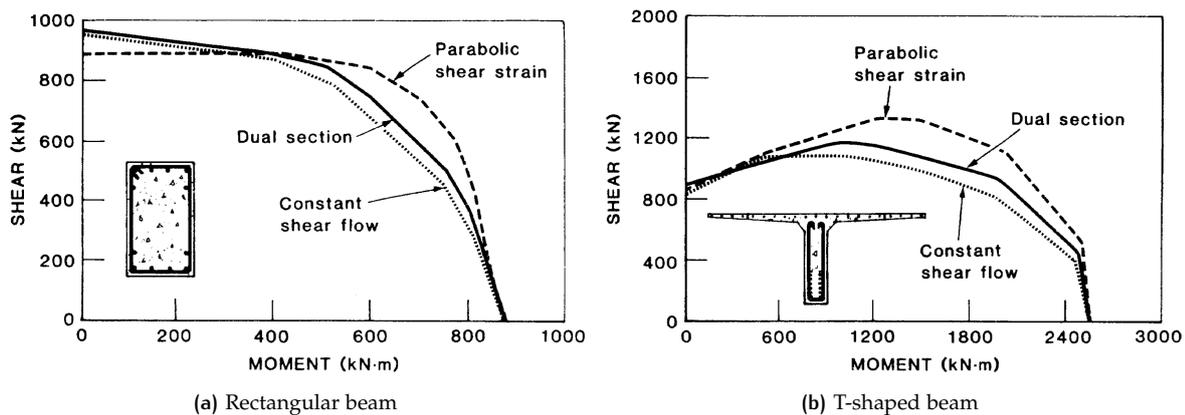 SHEAR (kN)
1000
800
600
400
200
0
Parabolic
shear strain
Dual section
Constant
shear flow
0 200 400 600 800 1000
MOMENT (kN·m)
(a) Rectangular beam
SHEAR (kN)
2000
1600
1200
800
400
0
Parabolic
shear strain
Dual section
Constant
shear flow
0 600 1200 1800 2400 3000
MOMENT (kN·m)
(b) T-shaped beam